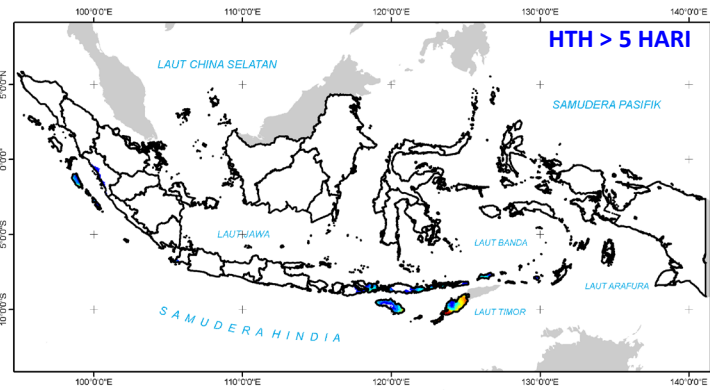 100°0'0"E 110°0'0"E 120°0'0"E 130°0'0"E 140°0'0"E
HTH > 5 HARI
LAUT CHINA SELATAN
5°0'0"N
SAMUDERA PASIFIK
0°0'0"
LAUT JAWA
5°0'0"S
LAUT BANDA
LAUT ARAFURA
10°0'0"S
SAMUDERA HINDIA
LAUT TIMOR
100°0'0"E 110°0'0"E 120°0'0"E 130°0'0"E 140°0'0"E